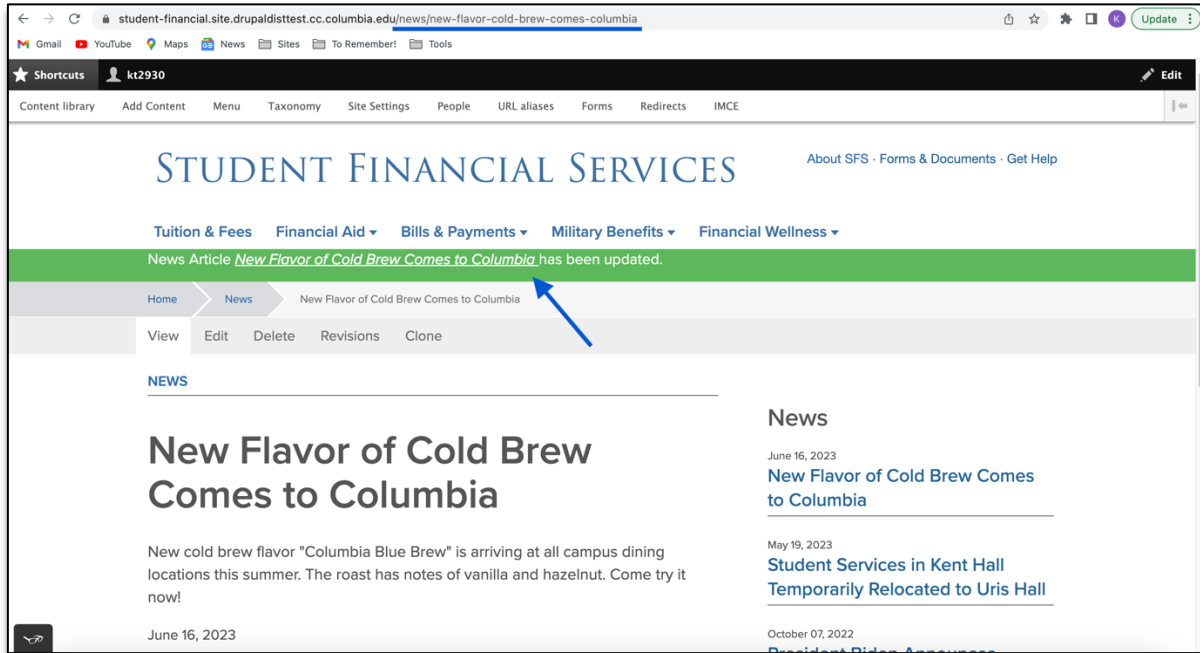 student-financial.site.drupaldisttest.cc.columbia.edu/news/new-flavor-cold-brew-comes-columbia
K
Update
Gmail YouTube Maps News Sites To Remember! Tools
Shortcuts kt2930 Edit
Content library Add Content Menu Taxonomy Site Settings People URL aliases Forms Redirects IMCE
STUDENT FINANCIAL SERVICES
About SFS · Forms & Documents · Get Help
Tuition & Fees Financial Aid Bills & Payments Military Benefits Financial Wellness
News Article New Flavor of Cold Brew Comes to Columbia has been updated.
Home News New Flavor of Cold Brew Comes to Columbia
View Edit Delete Revisions Clone
NEWS
New Flavor of Cold Brew
Comes to Columbia
New cold brew flavor "Columbia Blue Brew" is arriving at all campus dining
locations this summer. The roast has notes of vanilla and hazelnut. Come try it
now!
June 16, 2023
News
June 16, 2023
New Flavor of Cold Brew Comes
to Columbia
May 19, 2023
Student Services in Kent Hall
Temporarily Relocated to Uris Hall
October 07, 2022
President Biden Announces